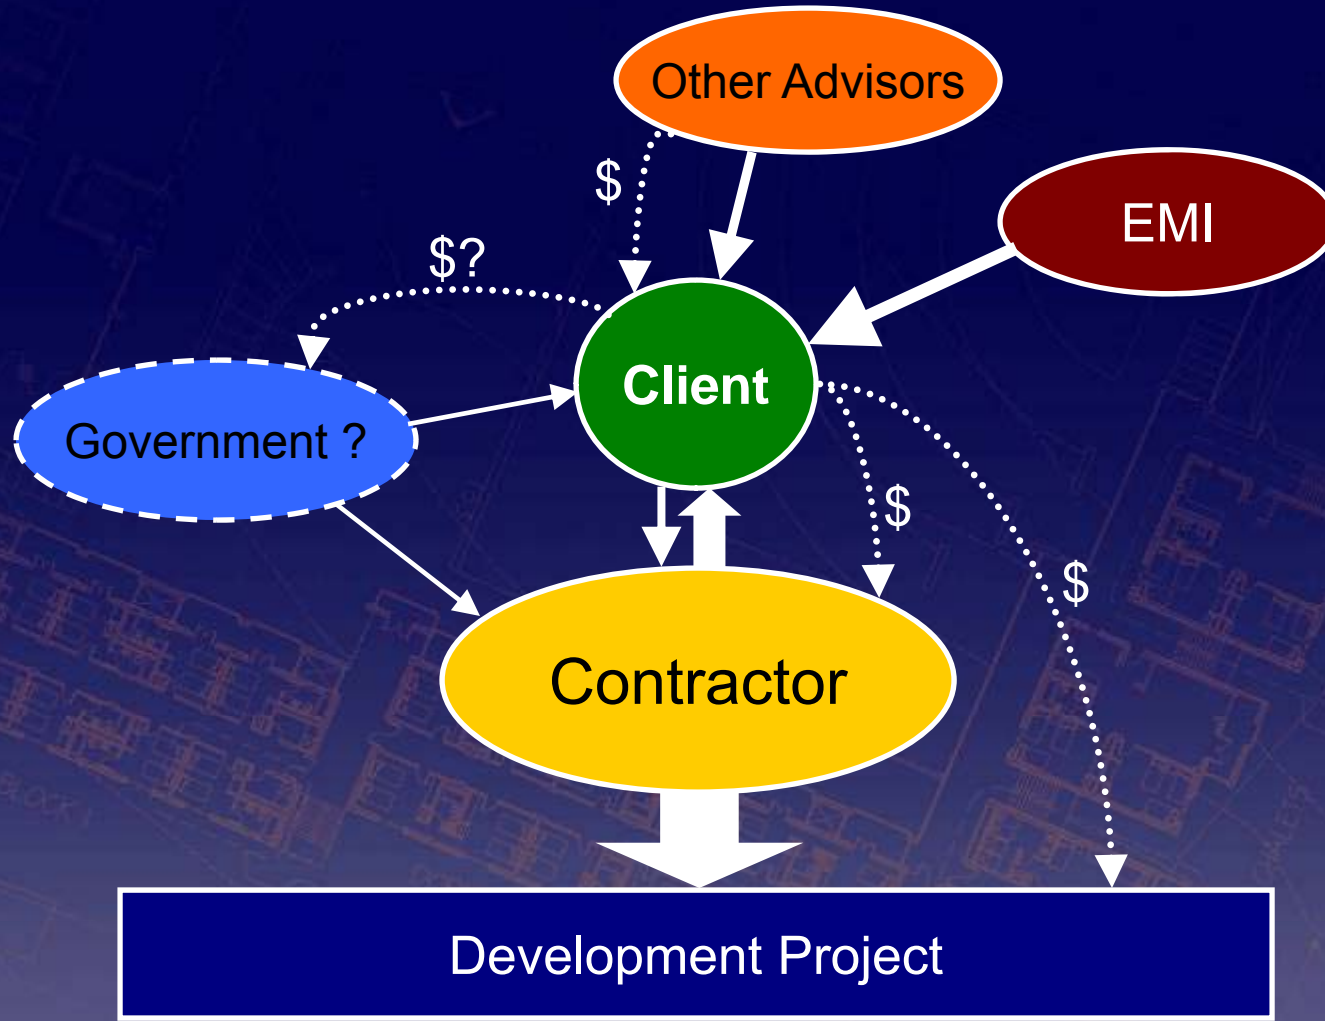 Other Advisors
$
EMI
$?
Client
Government ?
$
$
Contractor
Development Project